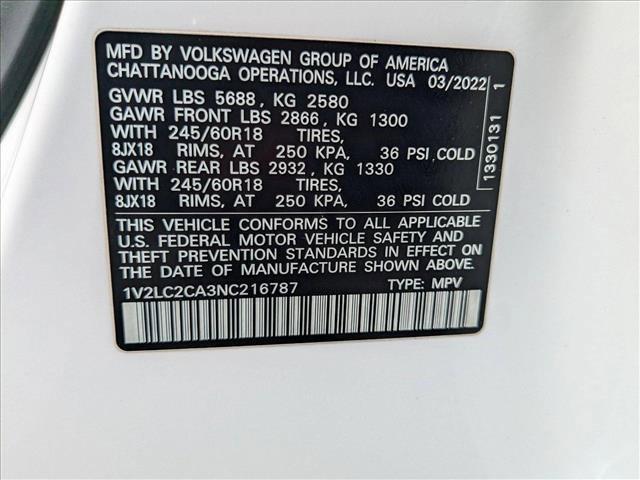 MFD BY VOLKSWAGEN GROUP OF AMERICA
CHATTANOOGA OPERATIONS, LLC. USA 03/2022
GVWR LBS 5688, KG 2580
GAWR FRONT LBS 2866, KG 1300
WITH 245/60R18 TIRES,
8JX18 RIMS, AT 250 KPA, 36 PSI COLD
GAWR REAR LBS 2932, KG 1330
WITH 245/60R18 TIRES,
8JX18 RIMS, AT 250 KPA, 36 PSI COLD
THIS VEHICLE CONFORMS TO ALL APPLICABLE
U.S. FEDERAL MOTOR VEHICLE SAFETY AND
THEFT PREVENTION STANDARDS IN EFFECT ON
THE DATE OF MANUFACTURE SHOWN ABOVE.
1V2LC2CA3NC216787 TYPE: MPV
1330131 1